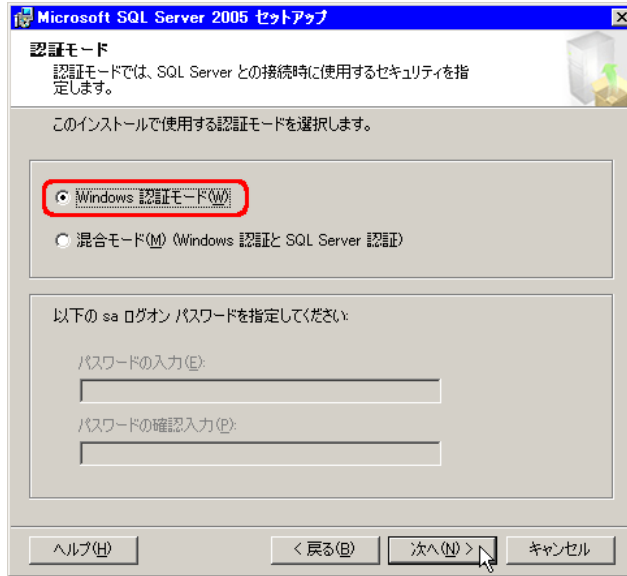 Microsoft SQL Server 2005 セットアップ
認証モード
認証モードでは、SQL Server との接続時に使用するセキュリティを指
定します。
このインストールで使用する認証モードを選択します。
Windows 認証モード(W)
混合モード(M) (Windows 認証と SQL Server 認証)
以下の sa ログオン パスワードを指定してください:
パスワードの入力(E):
パスワードの確認入力(P):
ヘルプ(H)
< 戻る(B)
次へ(N) >
キャンセル